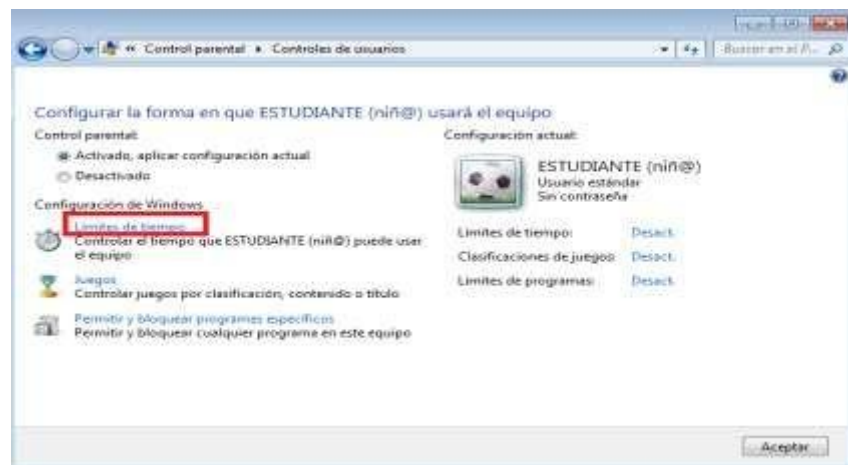 « Control parental ▸ Controles de usuarios
Buscar en el P...
Configurar la forma en que ESTUDIANTE (niñ@) usará el equipo
Control parental:
Activado, aplicar configuración actual
Desactivado
Configuración de Windows
Límites de tiempo
Controlar el tiempo que ESTUDIANTE (niñ@) puede usar
el equipo
Juegos
Controlar juegos por clasificación, contenido o título
Permitir y bloquear programas específicos
Permitir y bloquear cualquier programa en este equipo
Configuración actual:
ESTUDIANTE (niñ@)
Usuario estándar
Sin contraseña
Límites de tiempo: Desact.
Clasificaciones de juegos: Desact.
Límites de programas: Desact.
Aceptar